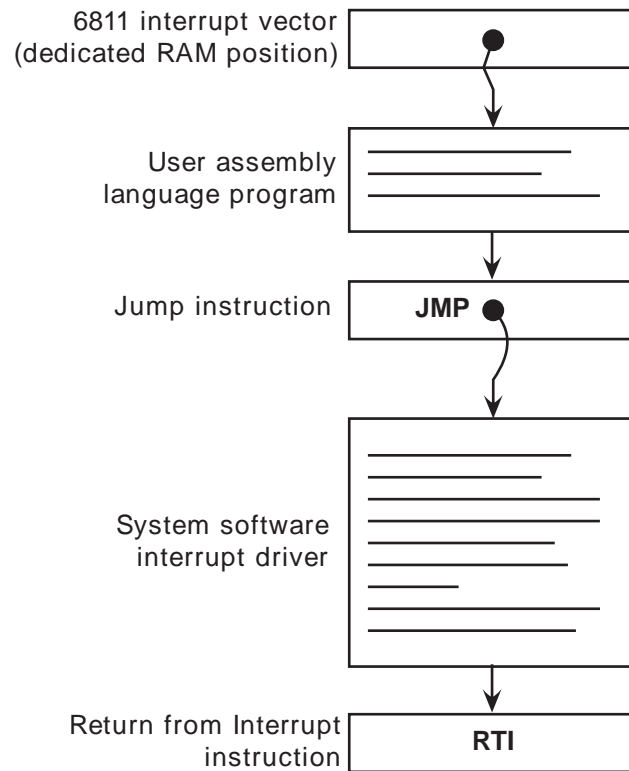 6811 interrupt vector
(dedicated RAM position)
User assembly
language program
Jump instruction
JMP
System software
interrupt driver
Return from Interrupt
instruction
RTI